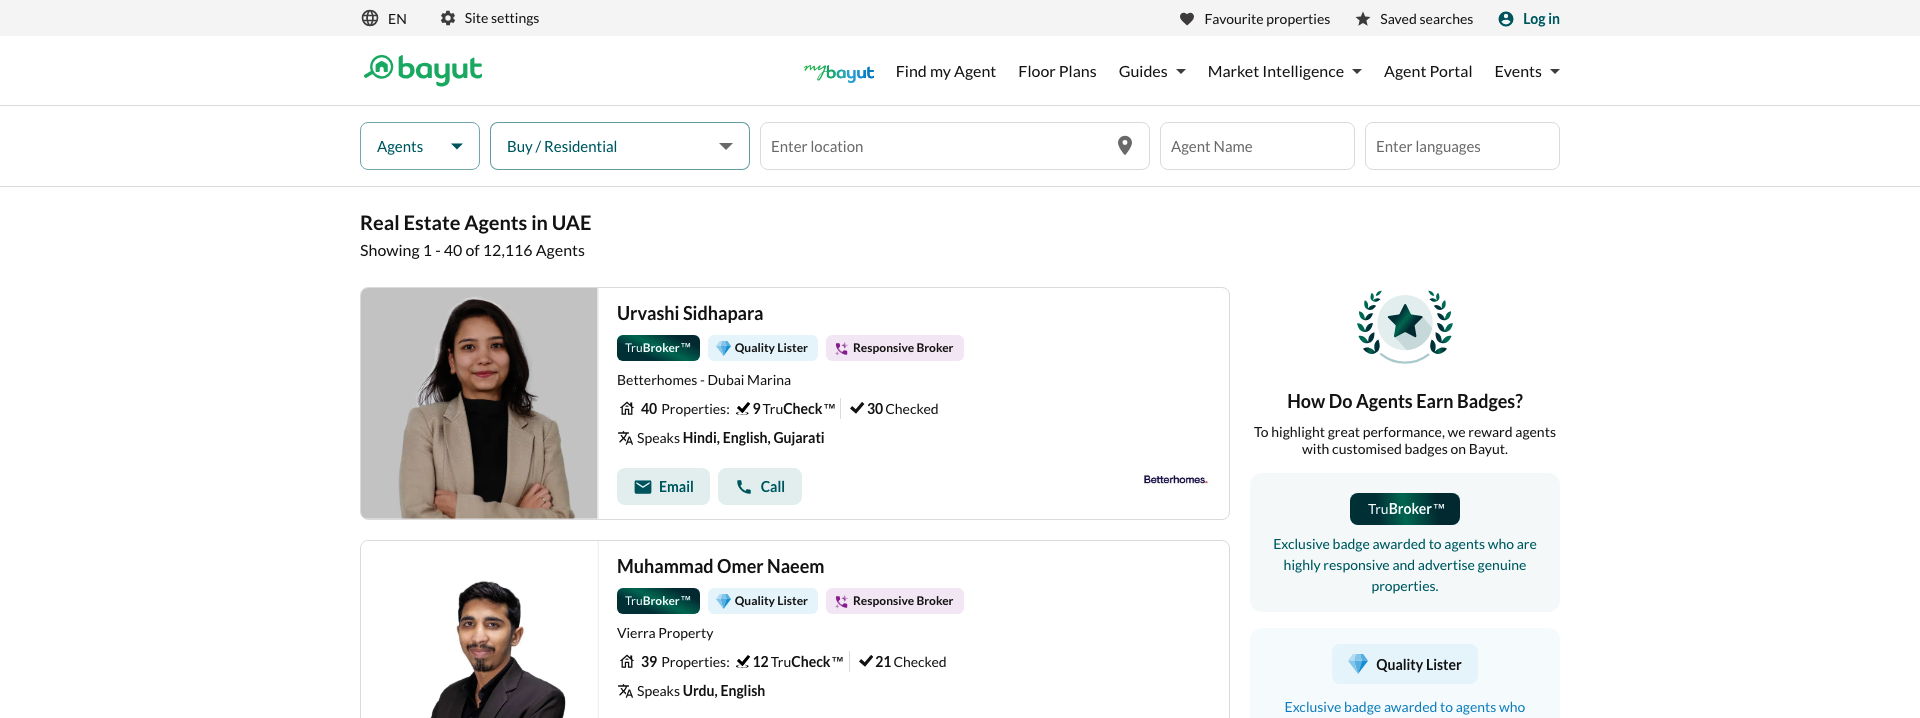 EN
Site settings
Favourite properties
Saved searches
Log in
bayut
mybayut
Find my Agent
Floor Plans
Guides
Market Intelligence
Agent Portal
Events
Agents
Buy / Residential
Enter location
Agent Name
Enter languages
Real Estate Agents in UAE
Showing 1 - 40 of 12,116 Agents
Urvashi Sidhapara
TruBroker™
Quality Lister
Responsive Broker
Betterhomes - Dubai Marina
40 Properties: 9 TruCheck™ 30 Checked
Speaks Hindi, English, Gujarati
Email
Call
Betterhomes.
Muhammad Omer Naeem
TruBroker™
Quality Lister
Responsive Broker
Vierra Property
39 Properties: 12 TruCheck™ 21 Checked
Speaks Urdu, English
How Do Agents Earn Badges?
To highlight great performance, we reward agents
with customised badges on Bayut.
TruBroker™
Exclusive badge awarded to agents who are
highly responsive and advertise genuine
properties.
Quality Lister
Exclusive badge awarded to agents who